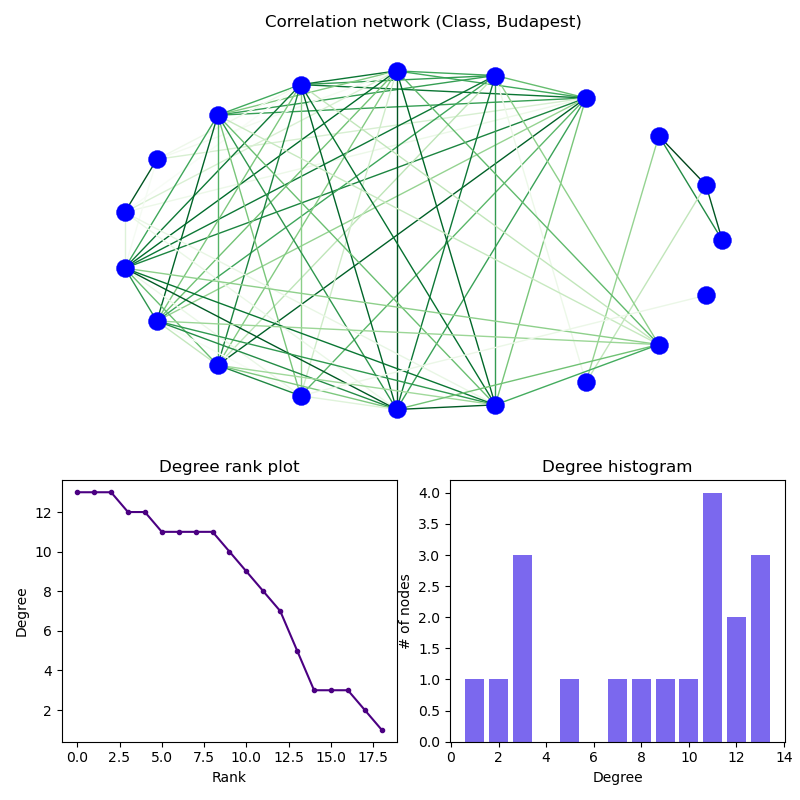 Correlation network (Class, Budapest)
Degree rank plot
Degree
12
10
8
6
4
2
0.0 2.5 5.0 7.5 10.0 12.5 15.0 17.5
Rank
Degree histogram
# of nodes
4.0
3.5
3.0
2.5
2.0
1.5
1.0
0.5
0.0
0 2 4 6 8 10 12 14
Degree